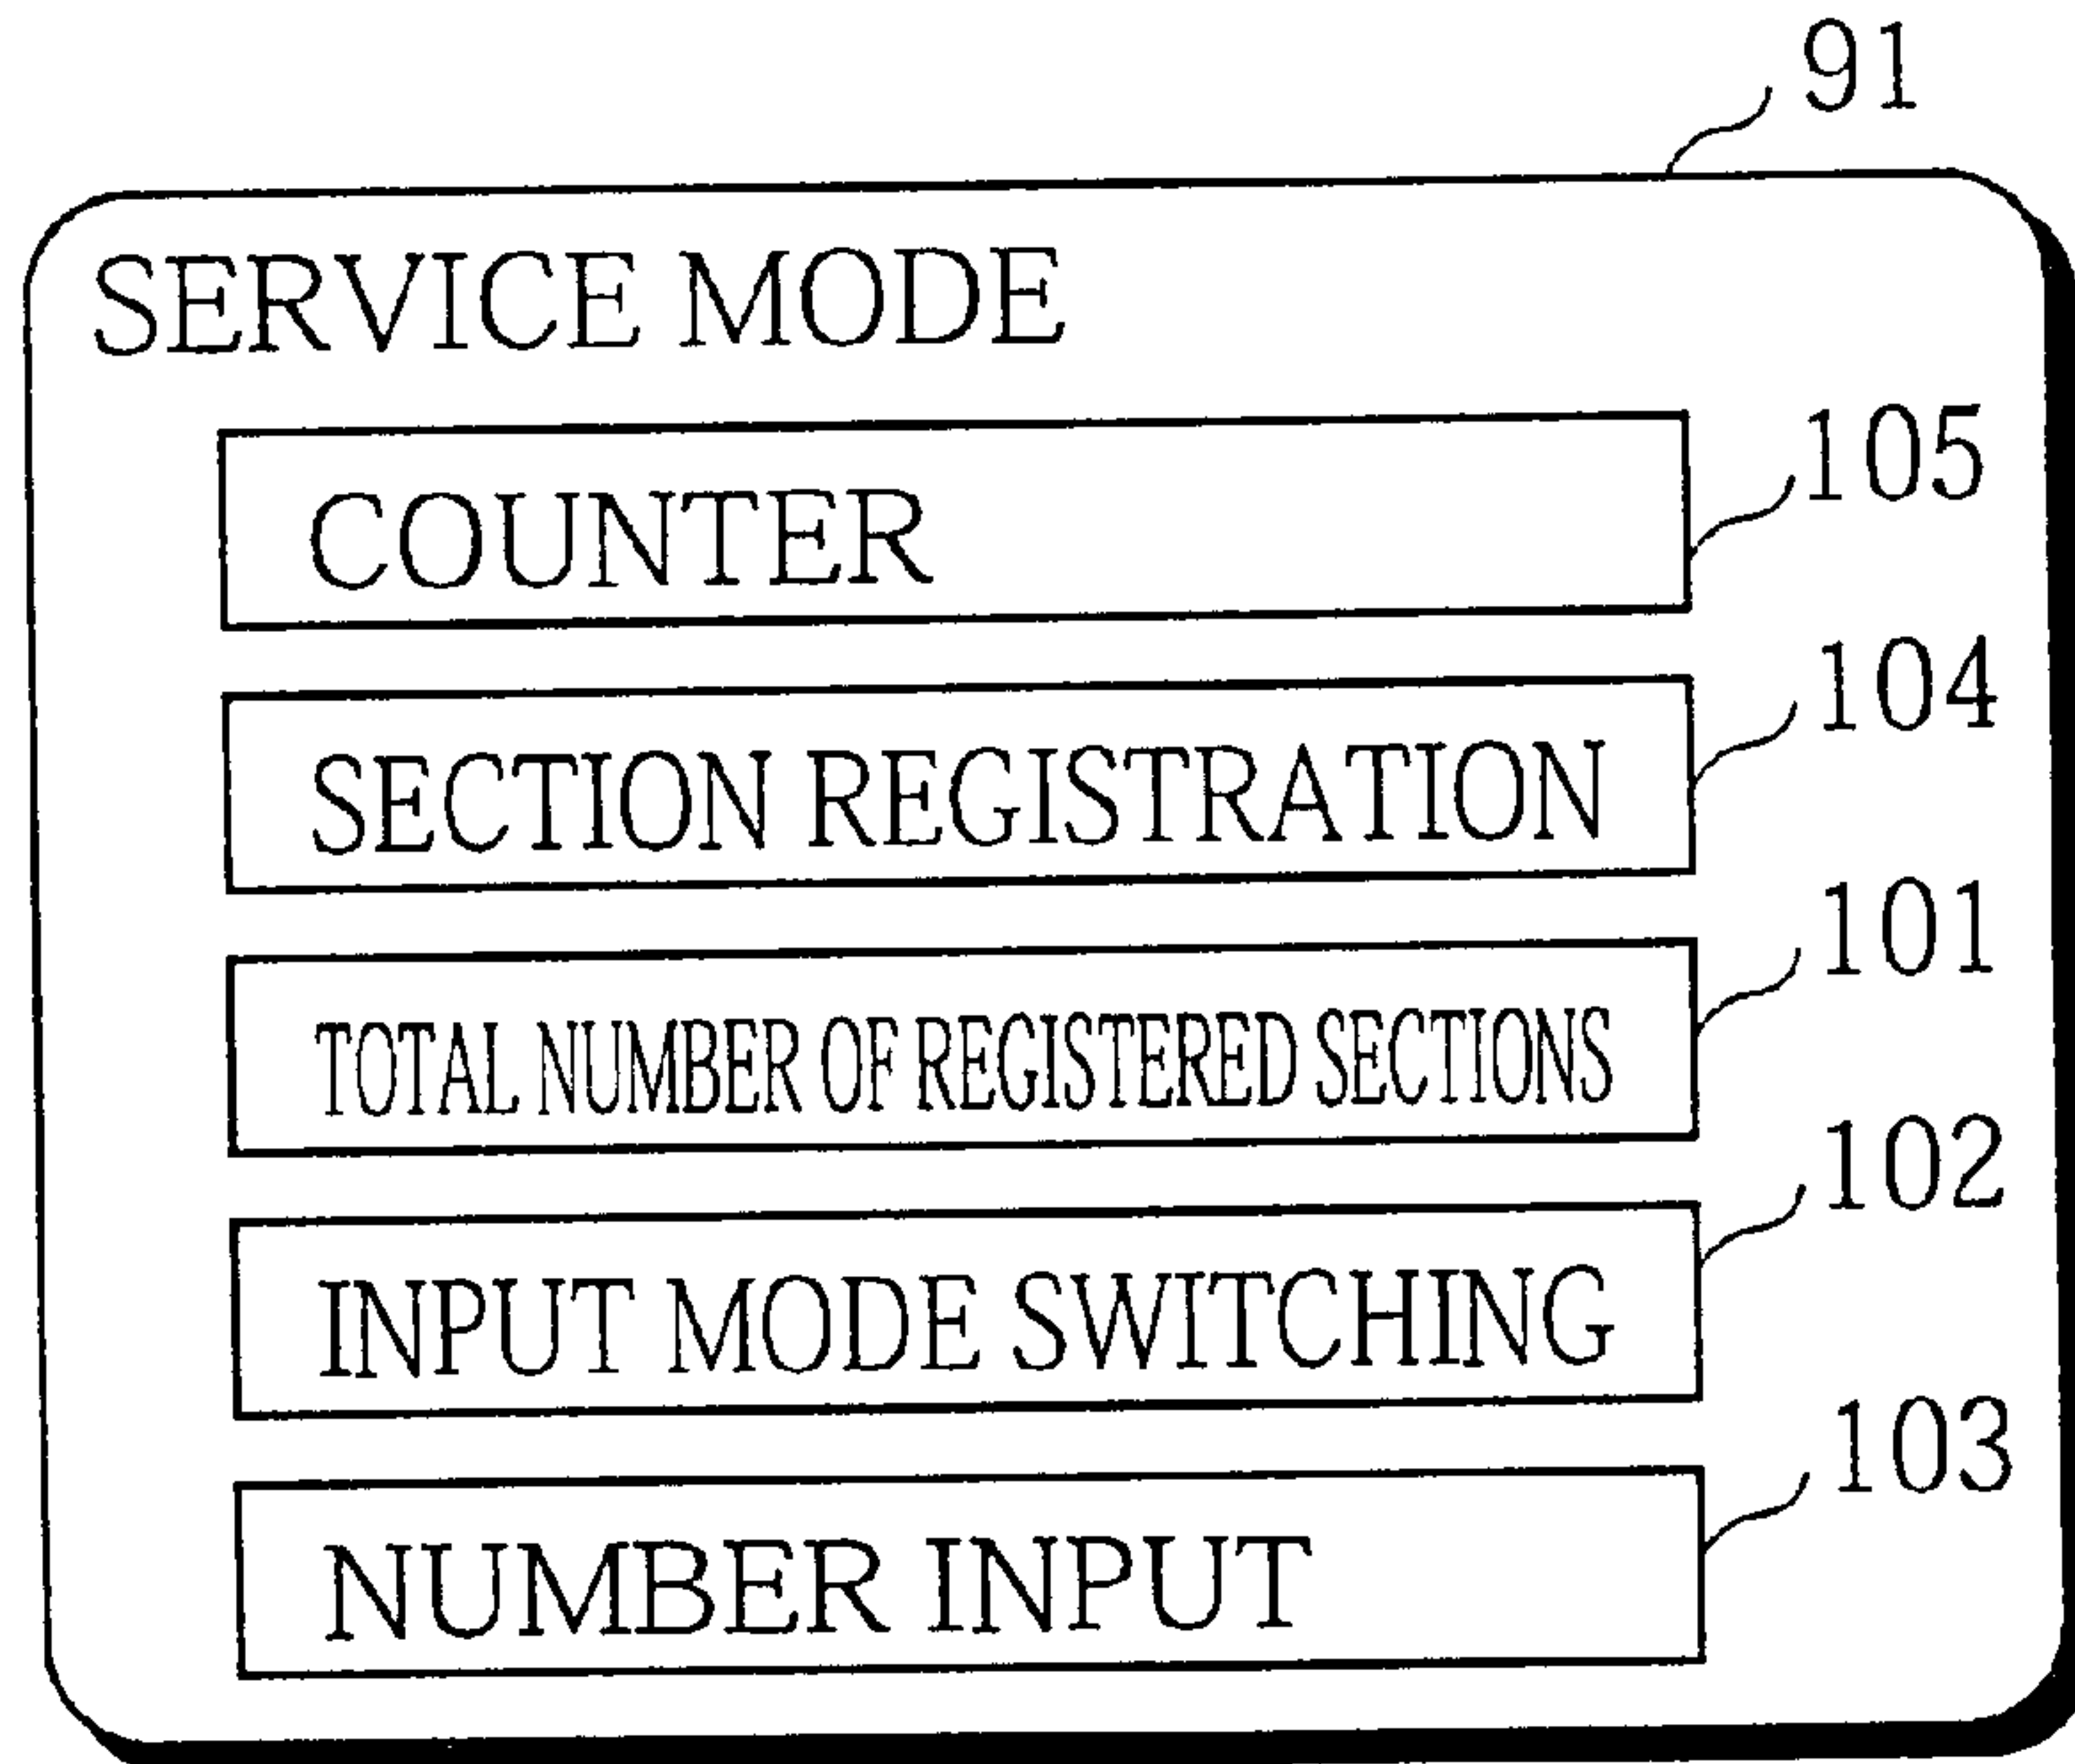 91
SERVICE MODE
COUNTER
105
SECTION REGISTRATION
104
TOTAL NUMBER OF REGISTERED SECTIONS
101
INPUT MODE SWITCHING
102
NUMBER INPUT
103